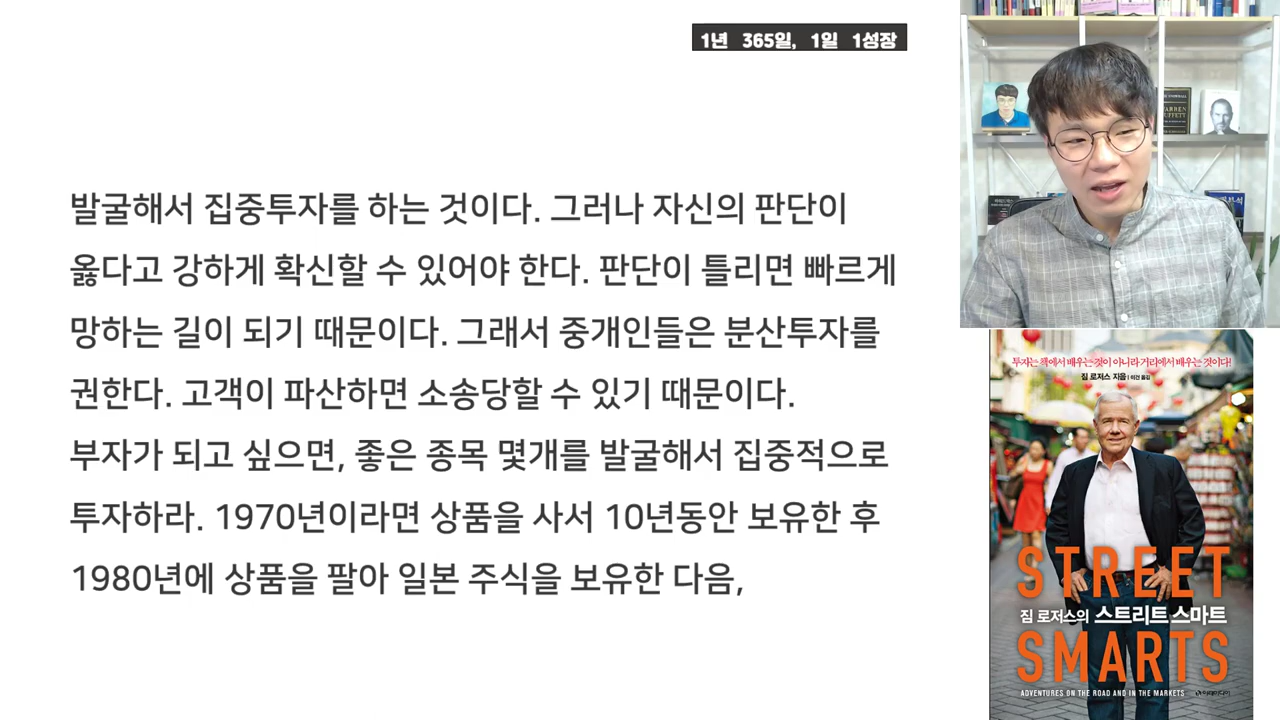 1년 365일, 1일 1성장
발굴해서 집중투자를 하는 것이다. 그러나 자신의 판단이
옳다고 강하게 확신할 수 있어야 한다. 판단이 틀리면 빠르게
망하는 길이 되기 때문이다. 그래서 중개인들은 분산투자를
권한다. 고객이 파산하면 소송당할 수 있기 때문이다.
부자가 되고 싶으면, 좋은 종목 몇개를 발굴해서 집중적으로
투자하라. 1970년이라면 상품을 사서 10년동안 보유한 후
1980년에 상품을 팔아 일본 주식을 보유한 다음,
투자는 책에서 배우는 것이 아니라 거리에서 배우는 것이다!
짐 로저스 지음 | 이건 옮김
STREET
짐 로저스의 스트리트 스마트
SMARTS
ADVENTURES ON THE ROAD AND IN THE MARKETS
이레미디어